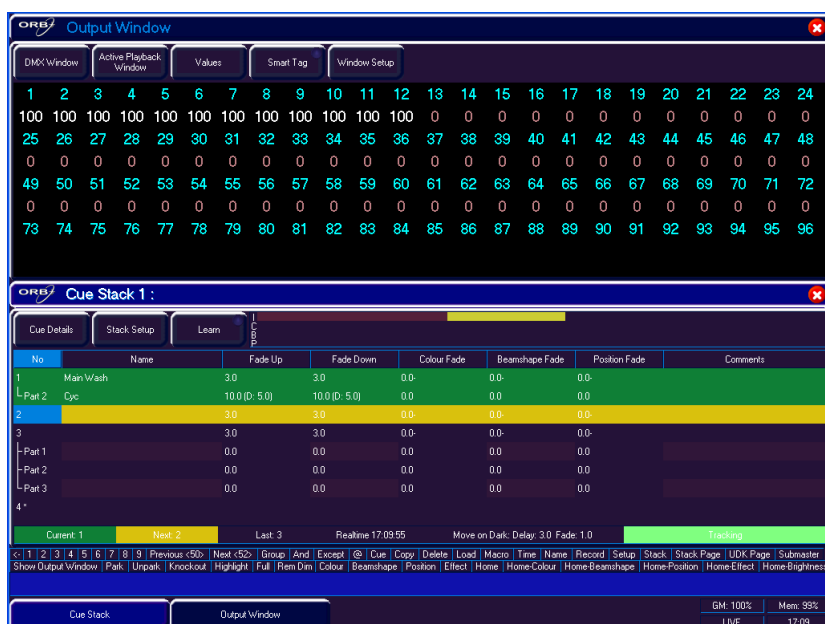 ORB Output Window
DMX Window Active Playback Window Values Smart Tag Window Setup
1 2 3 4 5 6 7 8 9 10 11 12 13 14 15 16 17 18 19 20 21 22 23 24
100 100 100 100 100 100 100 100 100 100 100 100 0 0 0 0 0 0 0 0 0 0 0 0
25 26 27 28 29 30 31 32 33 34 35 36 37 38 39 40 41 42 43 44 45 46 47 48
0 0 0 0 0 0 0 0 0 0 0 0 0 0 0 0 0 0 0 0 0 0 0 0
49 50 51 52 53 54 55 56 57 58 59 60 61 62 63 64 65 66 67 68 69 70 71 72
0 0 0 0 0 0 0 0 0 0 0 0 0 0 0 0 0 0 0 0 0 0 0 0
73 74 75 76 77 78 79 80 81 82 83 84 85 86 87 88 89 90 91 92 93 94 95 96
ORB Cue Stack 1 :
Cue Details Stack Setup Learn
I
C
B
P
No Name Fade Up Fade Down Colour Fade Beamshape Fade Position Fade Comments
1 Main Wash 3.0 3.0 0.0- 0.0- 0.0-
Part 2 Cyc 10.0 (D: 5.0) 10.0 (D: 5.0) 0.0 0.0 0.0
2 3.0 3.0 0.0- 0.0- 0.0-
3 3.0 3.0 0.0- 0.0- 0.0-
Part 1 0.0 0.0 0.0 0.0 0.0
Part 2 0.0 0.0 0.0 0.0 0.0
Part 3 0.0 0.0 0.0 0.0 0.0
4 *
Current: 1 Next: 2 Last: 3 Realtime 17:09:55 Move on Dark: Delay: 3.0 Fade: 1.0 Tracking
<- 1 2 3 4 5 6 7 8 9 Previous <50> Next <52> Group And Except @ Cue Copy Delete Load Macro Time Name Record Setup Stack Stack Page UDK Page Submaster
Show Output Window Park Unpark Knockout Highlight Full Rem Dim Colour Beamshape Position Effect Home Home-Colour Home-Beamshape Home-Position Home-Effect Home-Brightness
Cue Stack Output Window GM: 100% Mem: 99%
LIVE 17:09